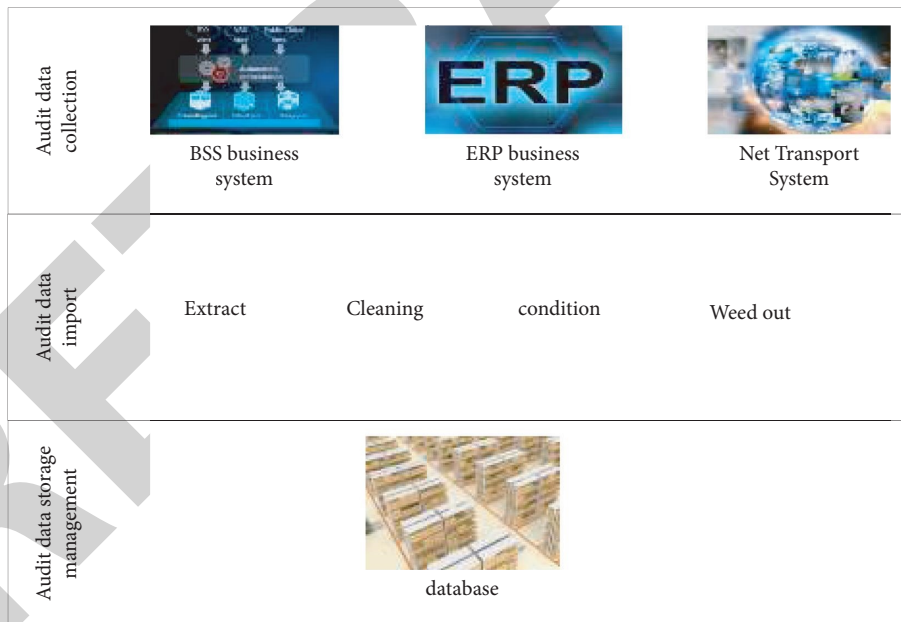 Audit data
collection
BSS business
system
ERP
ERP business
system
Net Transport
System
Audit data
import
Extract
Cleaning
condition
Weed out
Audit data storage
management
database